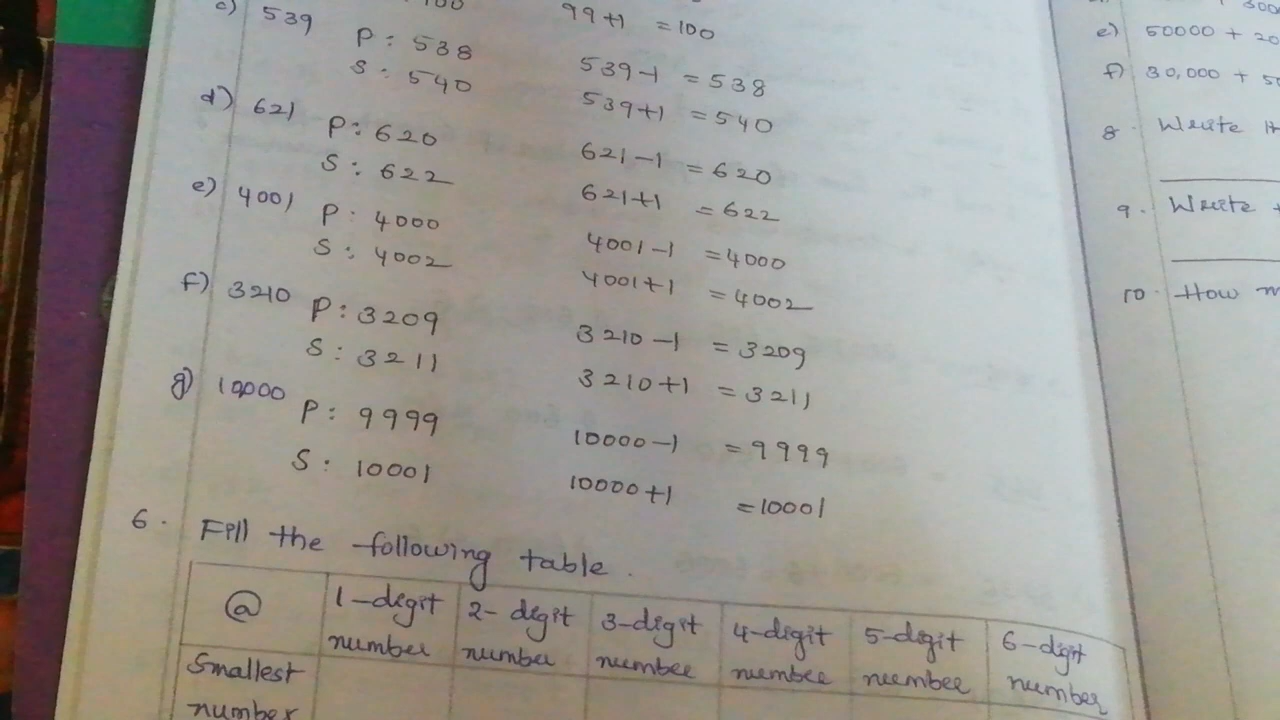 100 99+1 =100
c) 539 P: 538 539-1 =538
S: 540 539+1 =540
d) 621 P: 620 621-1 =620
S: 622 621+1 =622
e) 4001 P: 4000 4001-1 =4000
S: 4002 4001+1 =4002
f) 3210 P: 3209 3210-1 =3209
S: 3211 3210+1 =3211
g) 10000 P: 9999 10000-1 =9999
S: 10001 10000+1 =10001
6. Fill the following table.
(a) 1-digit number 2-digit number 3-digit number 4-digit number 5-digit number 6-digit number
Smallest
number
e) 50000 + 20
f) 30,000 +
8. Write
9. Write
10. How